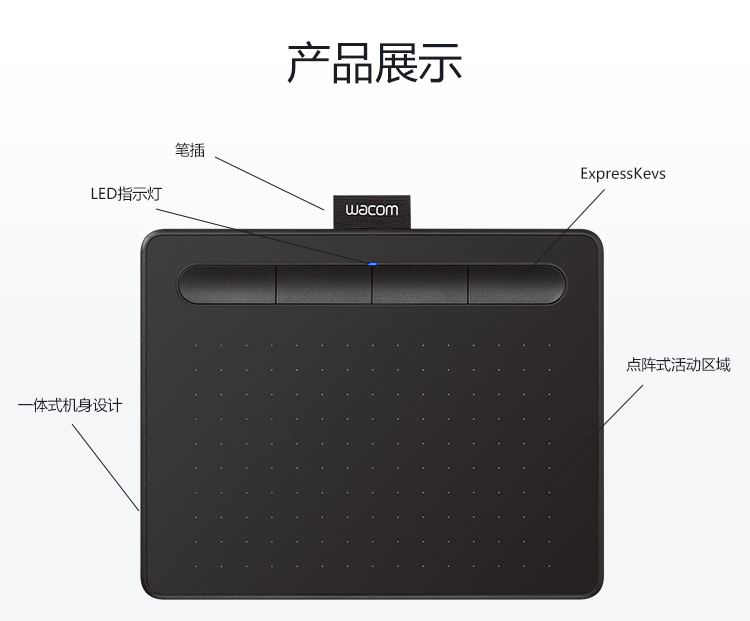 产品展示
笔插
ExpressKevs
LED指示灯
wacom
点阵式活动区域
一体式机身设计